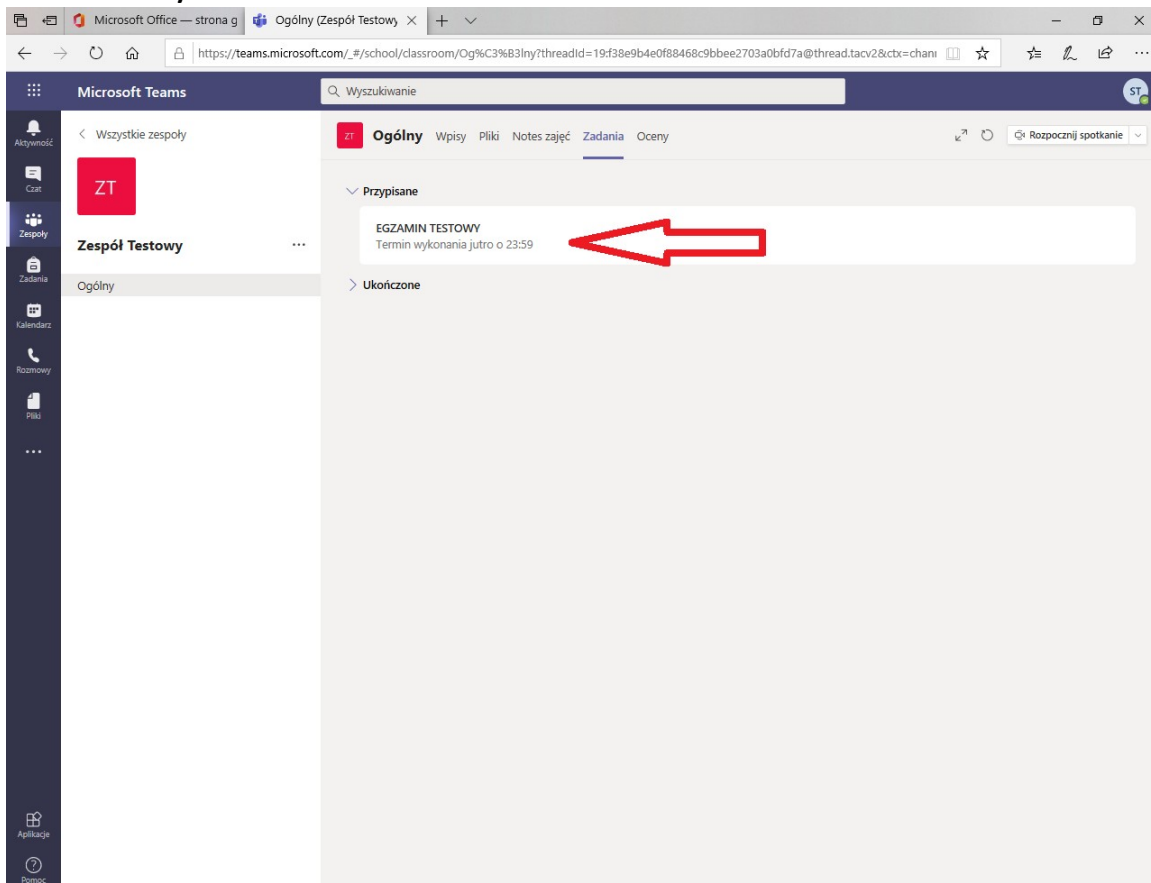 Microsoft Office — strona g
Ogólny (Zespół Testowy
https://teams.microsoft.com/_#/school/classroom/Og%C3%B3lny?threadId=19:f38e9b4e0f88468c9bbee2703a0bfd7a@thread.tacv2&ctx=chann
Microsoft Teams
Wyszukiwanie
ST
Aktywność
Czat
Zespoły
Zadania
Kalendarz
Rozmowy
Pliki
Aplikacje
Pomoc
Wszystkie zespoły
ZT
Zespół Testowy
Ogólny
ZT Ogólny Wpisy Pliki Notes zajęć Zadania Oceny
Rozpocznij spotkanie
Przypisane
EGZAMIN TESTOWY
Termin wykonania jutro o 23:59
Ukończone